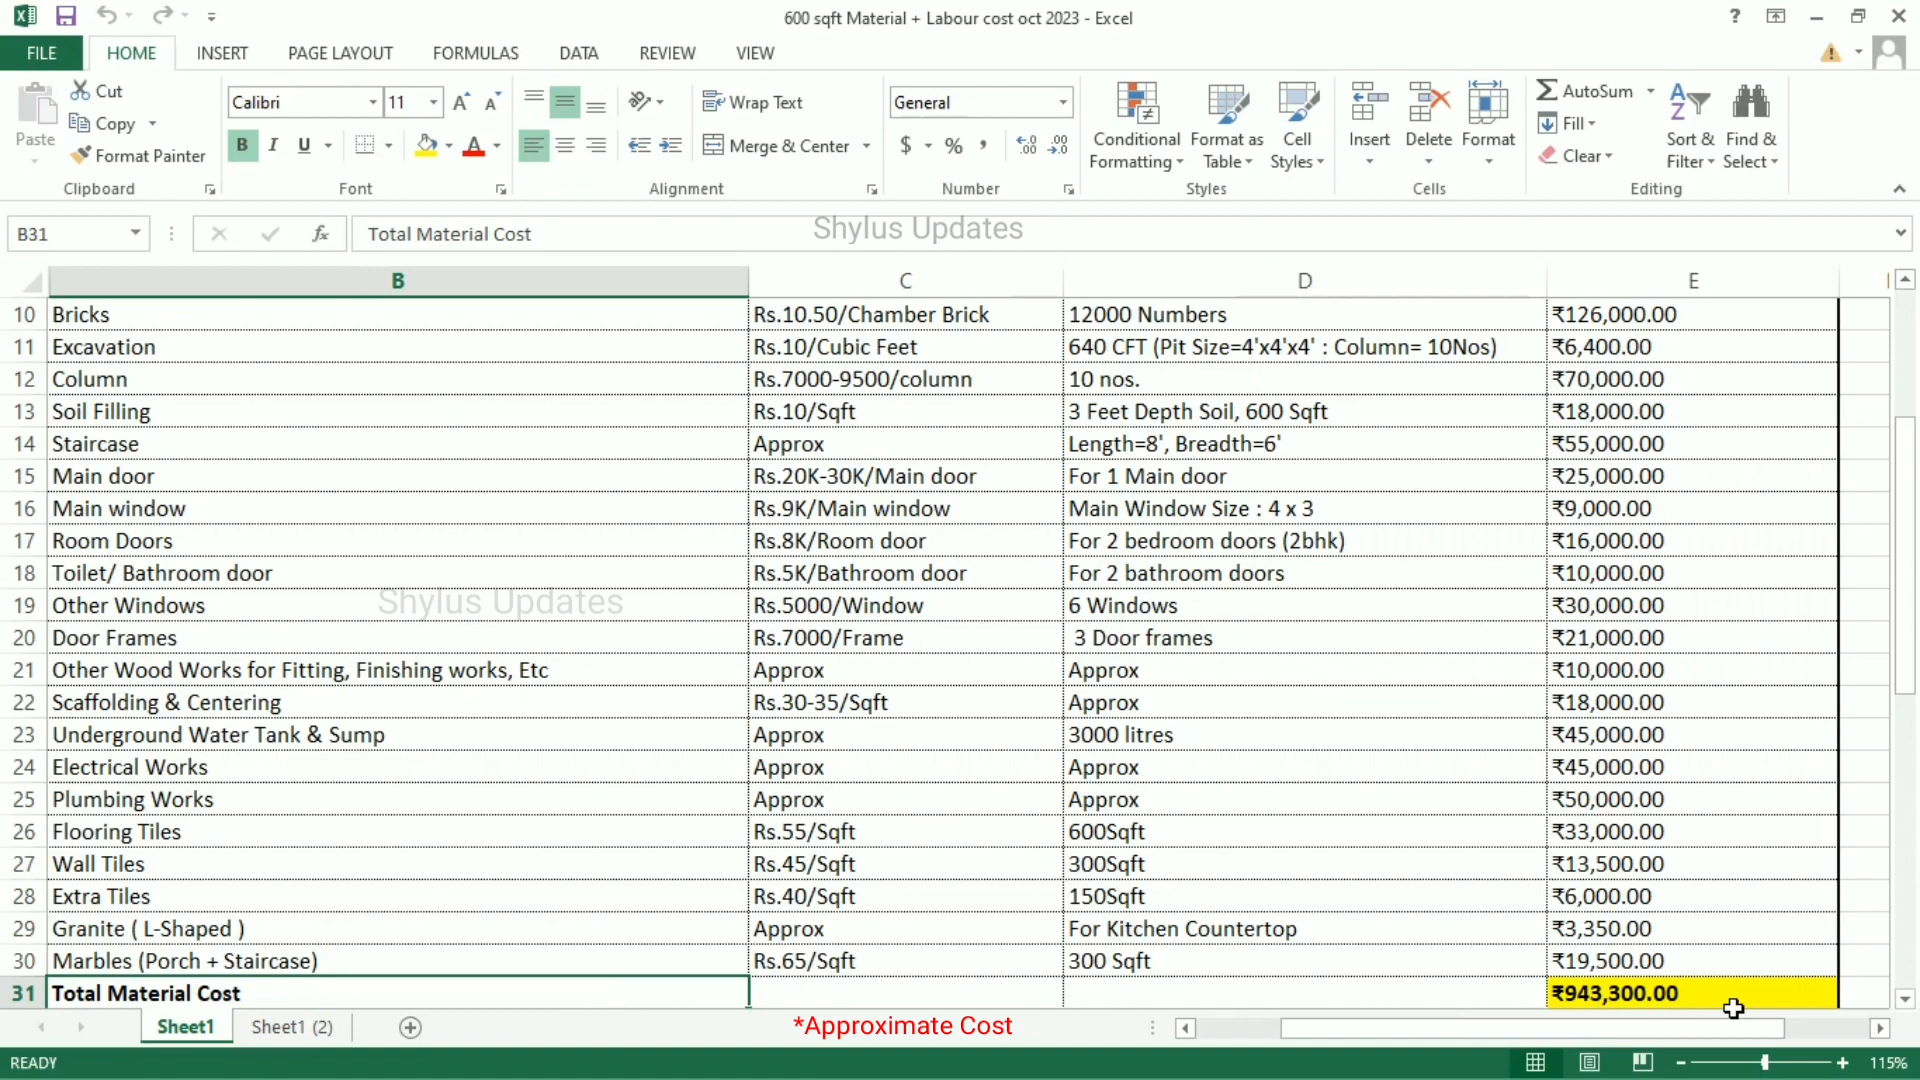 600 sqft Material + Labour cost oct 2023 - Excel
FILE HOME INSERT PAGE LAYOUT FORMULAS DATA REVIEW VIEW
Cut
Copy
Format Painter
Paste
Clipboard
Calibri 11
B I U
Font
Wrap Text
Merge & Center
Alignment
General
$ % ,
Number
Conditional Formatting
Format as Table
Cell Styles
Styles
Insert Delete Format
Cells
AutoSum
Fill
Clear
Sort & Filter
Find & Select
Editing
B31 fx Total Material Cost
Shylus Updates
B C D E
10 Bricks Rs.10.50/Chamber Brick 12000 Numbers ₹126,000.00
11 Excavation Rs.10/Cubic Feet 640 CFT (Pit Size=4'x4'x4' : Column= 10Nos) ₹6,400.00
12 Column Rs.7000-9500/column 10 nos. ₹70,000.00
13 Soil Filling Rs.10/Sqft 3 Feet Depth Soil, 600 Sqft ₹18,000.00
14 Staircase Approx Length=8', Breadth=6' ₹55,000.00
15 Main door Rs.20K-30K/Main door For 1 Main door ₹25,000.00
16 Main window Rs.9K/Main window Main Window Size : 4 x 3 ₹9,000.00
17 Room Doors Rs.8K/Room door For 2 bedroom doors (2bhk) ₹16,000.00
18 Toilet/ Bathroom door Rs.5K/Bathroom door For 2 bathroom doors ₹10,000.00
Shylus Updates
19 Other Windows Rs.5000/Window 6 Windows ₹30,000.00
20 Door Frames Rs.7000/Frame 3 Door frames ₹21,000.00
21 Other Wood Works for Fitting, Finishing works, Etc Approx Approx ₹10,000.00
22 Scaffolding & Centering Rs.30-35/Sqft Approx ₹18,000.00
23 Underground Water Tank & Sump Approx 3000 litres ₹45,000.00
24 Electrical Works Approx Approx ₹45,000.00
25 Plumbing Works Approx Approx ₹50,000.00
26 Flooring Tiles Rs.55/Sqft 600Sqft ₹33,000.00
27 Wall Tiles Rs.45/Sqft 300Sqft ₹13,500.00
28 Extra Tiles Rs.40/Sqft 150Sqft ₹6,000.00
29 Granite ( L-Shaped ) Approx For Kitchen Countertop ₹3,350.00
30 Marbles (Porch + Staircase) Rs.65/Sqft 300 Sqft ₹19,500.00
31 Total Material Cost ₹943,300.00
Sheet1 Sheet1 (2)
*Approximate Cost
READY 115%